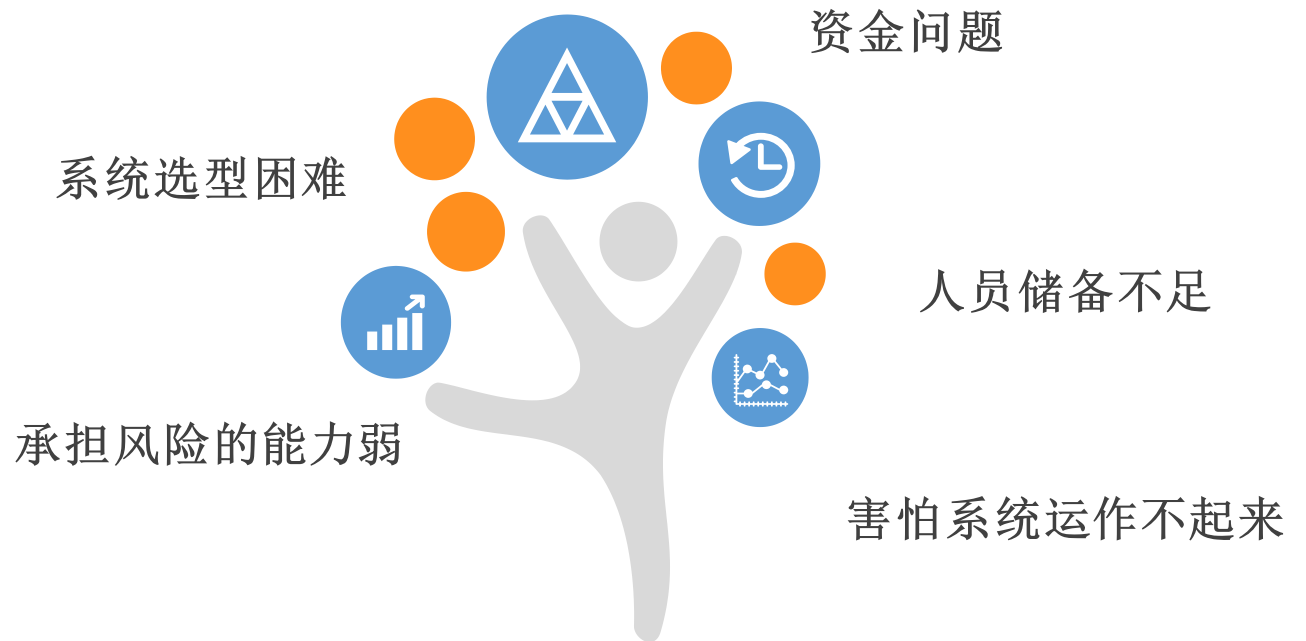 资金问题
系统选型困难
人员储备不足
承担风险的能力弱
害怕系统运作不起来